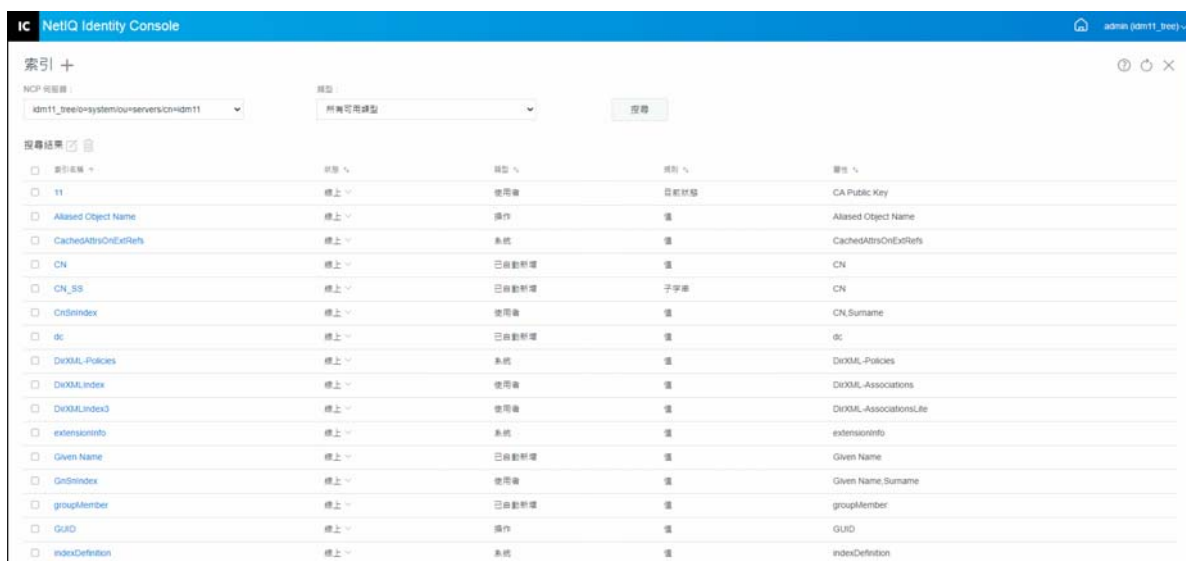 IC NetIQ Identity Console admin (idm11_tree)
索引 +
NCP 伺服器： 類型：
idm11_tree/o=system/ou=servers/cn=idm11 所有可用類型 搜尋
搜尋結果
索引名稱 狀態 類型 規則 屬性
11 線上 使用者 目前狀態 CA Public Key
Aliased Object Name 線上 操作 值 Aliased Object Name
CachedAttrsOnExtRefs 線上 系統 值 CachedAttrsOnExtRefs
CN 線上 已自動新增 值 CN
CN_SS 線上 已自動新增 子字串 CN
CnSnIndex 線上 使用者 值 CN,Surname
dc 線上 已自動新增 值 dc
DirXML-Policies 線上 系統 值 DirXML-Policies
DirXMLIndex 線上 使用者 值 DirXML-Associations
DirXMLIndex3 線上 使用者 值 DirXML-AssociationsLite
extensionInfo 線上 系統 值 extensionInfo
Given Name 線上 已自動新增 值 Given Name
GnSnIndex 線上 使用者 值 Given Name,Surname
groupMember 線上 已自動新增 值 groupMember
GUID 線上 操作 值 GUID
indexDefinition 線上 系統 值 indexDefinition